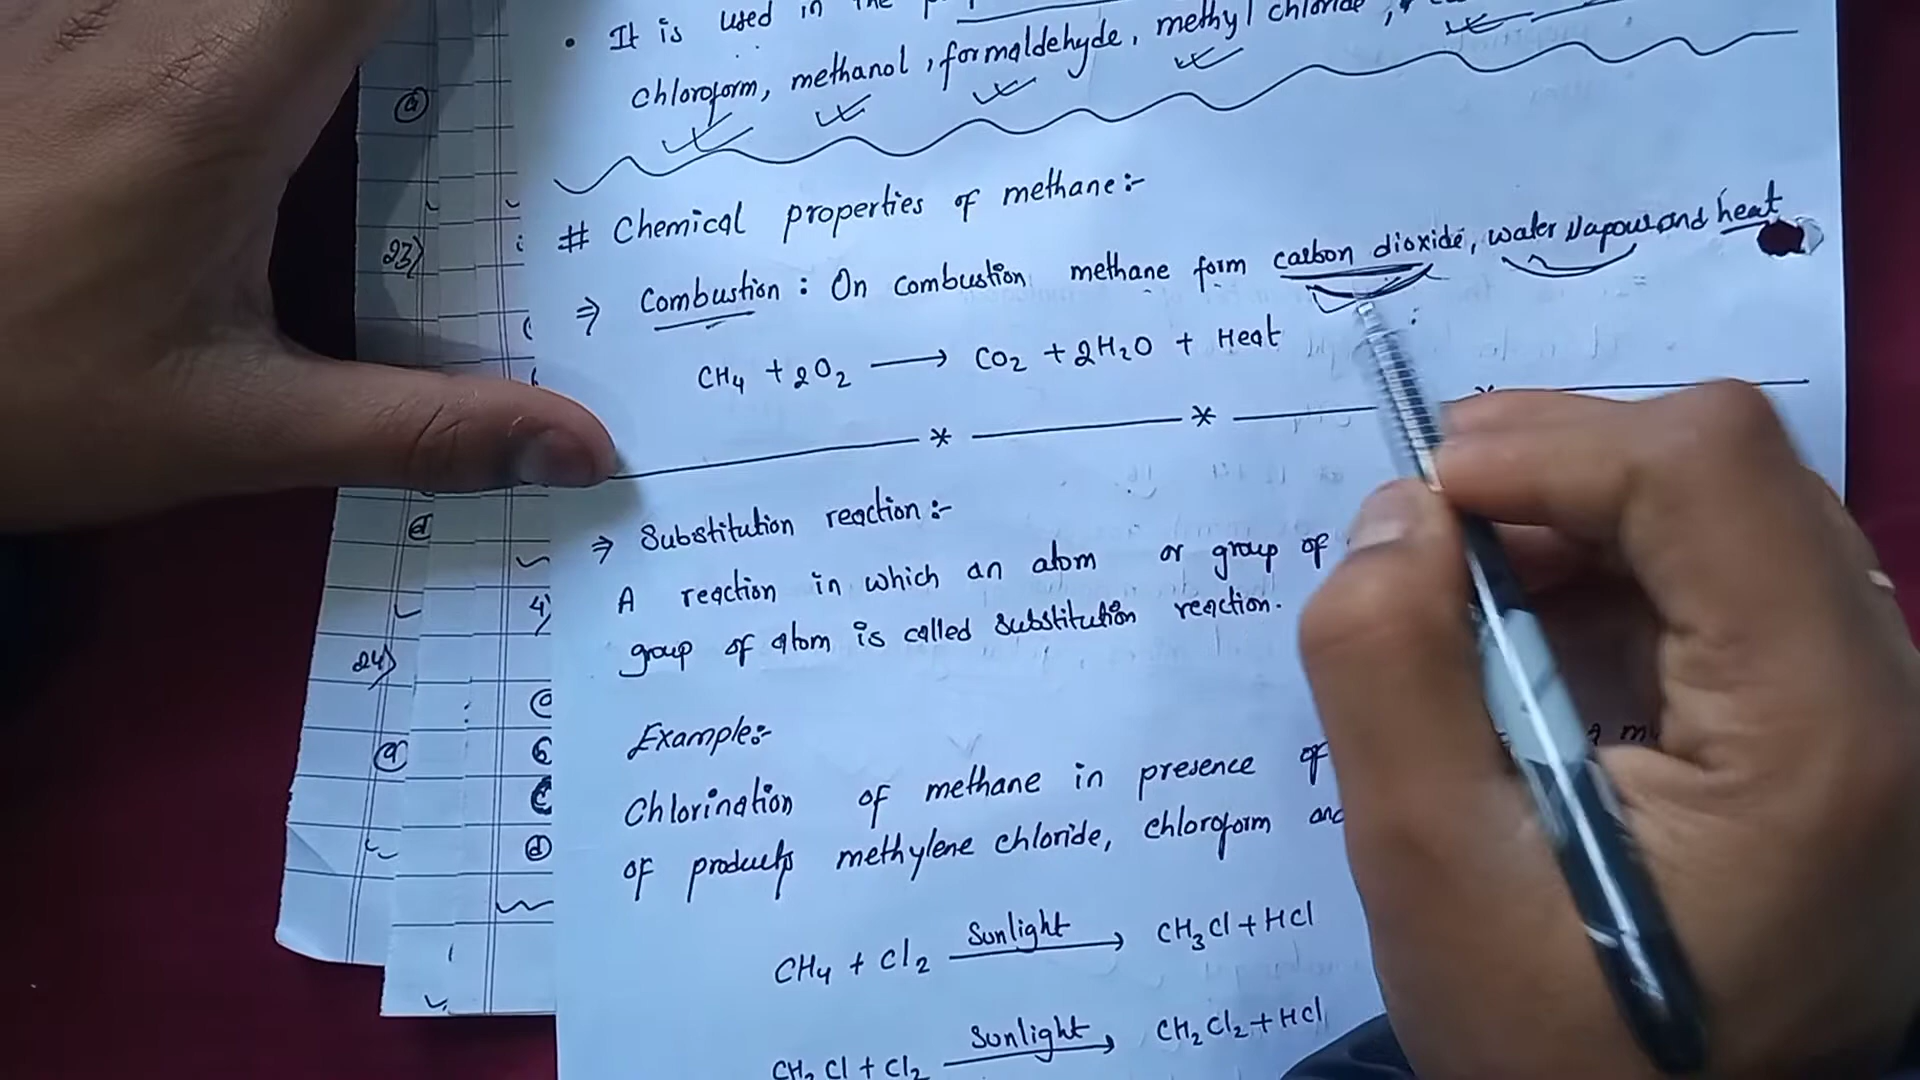 • It is used in the
chloroform, methanol, formaldehyde, methyl chloride,
# Chemical properties of methane:-
⇒ Combustion: On combustion methane form carbon dioxide, water vapour and heat
CH4 + 2O2 ⟶ CO2 + 2H2O + Heat
⇒ Substitution reaction:-
A reaction in which an atom or group of
group of atom is called substitution reaction.
Example:-
Chlorination of methane in presence of
of products methylene chloride, chloroform and
CH4 + Cl2 Sunlight ⟶ CH3Cl + HCl
CH3Cl + Cl2 Sunlight ⟶ CH2Cl2 + HCl
a
23)
d
4)
24)
a
b
c
d